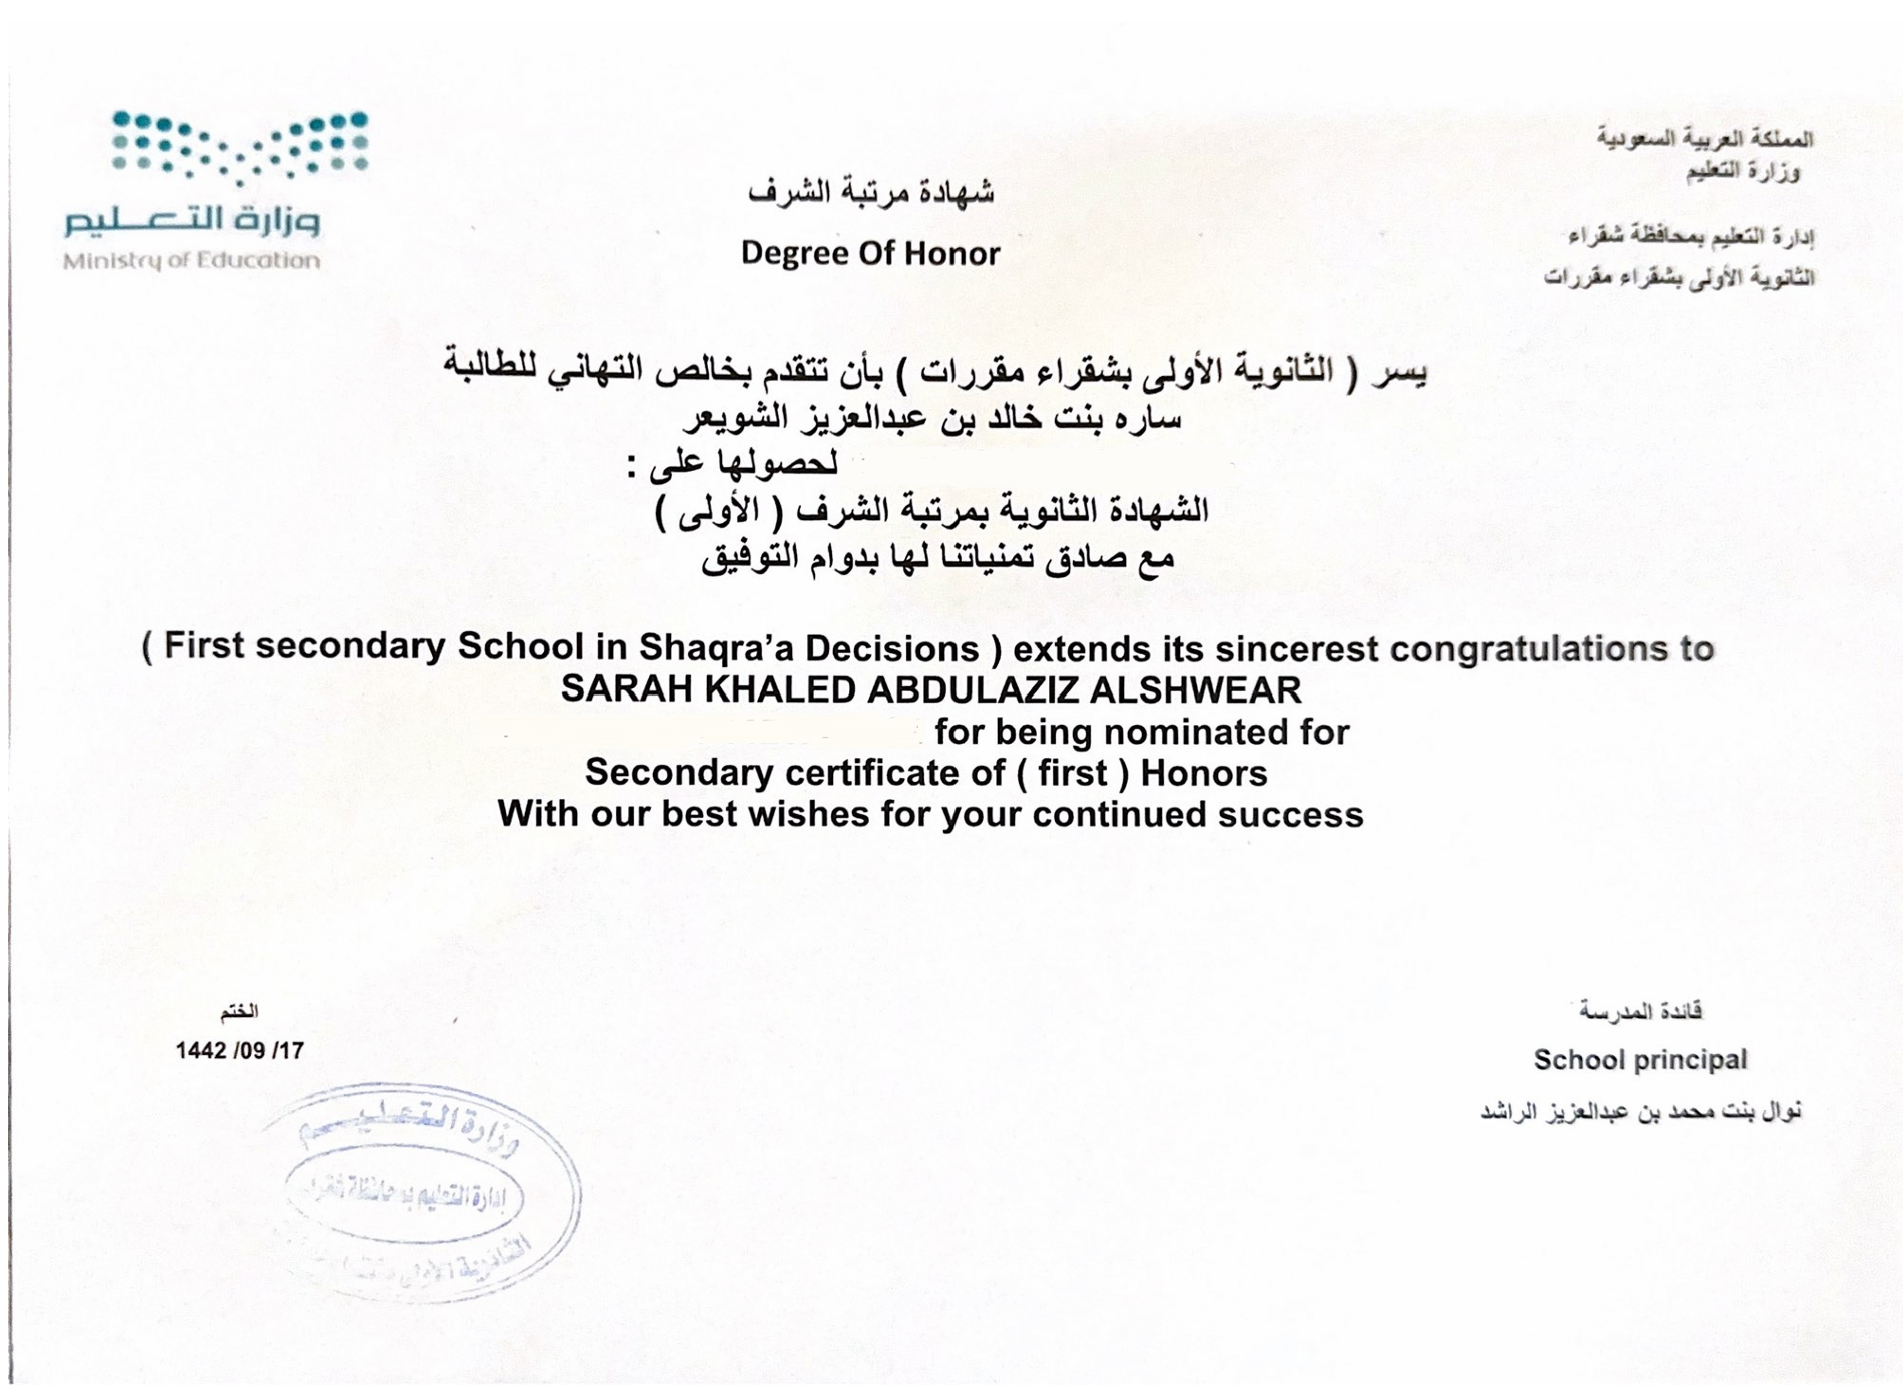 المملكة العربية السعودية
وزارة التعليم
إدارة التعليم بمحافظة شقراء
الثانوية الأولى بشقراء مقررات
وزارة التعليم
Ministry of Education
شهادة مرتبة الشرف
Degree Of Honor
يسر ( الثانوية الأولى بشقراء مقررات ) بأن تتقدم بخالص التهاني للطالبة
ساره بنت خالد بن عبدالعزيز الشويعر
لحصولها على :
الشهادة الثانوية بمرتبة الشرف ( الأولى )
مع صادق تمنياتنا لها بدوام التوفيق
( First secondary School in Shaqra’a Decisions ) extends its sincerest congratulations to
SARAH KHALED ABDULAZIZ ALSHWEAR
for being nominated for
Secondary certificate of ( first ) Honors
With our best wishes for your continued success
قائدة المدرسة
School principal
نوال بنت محمد بن عبدالعزيز الراشد
الختم
1442 /09 /17
وزارة التعليم
إدارة التعليم بمحافظة شقراء
الثانوية الأولى